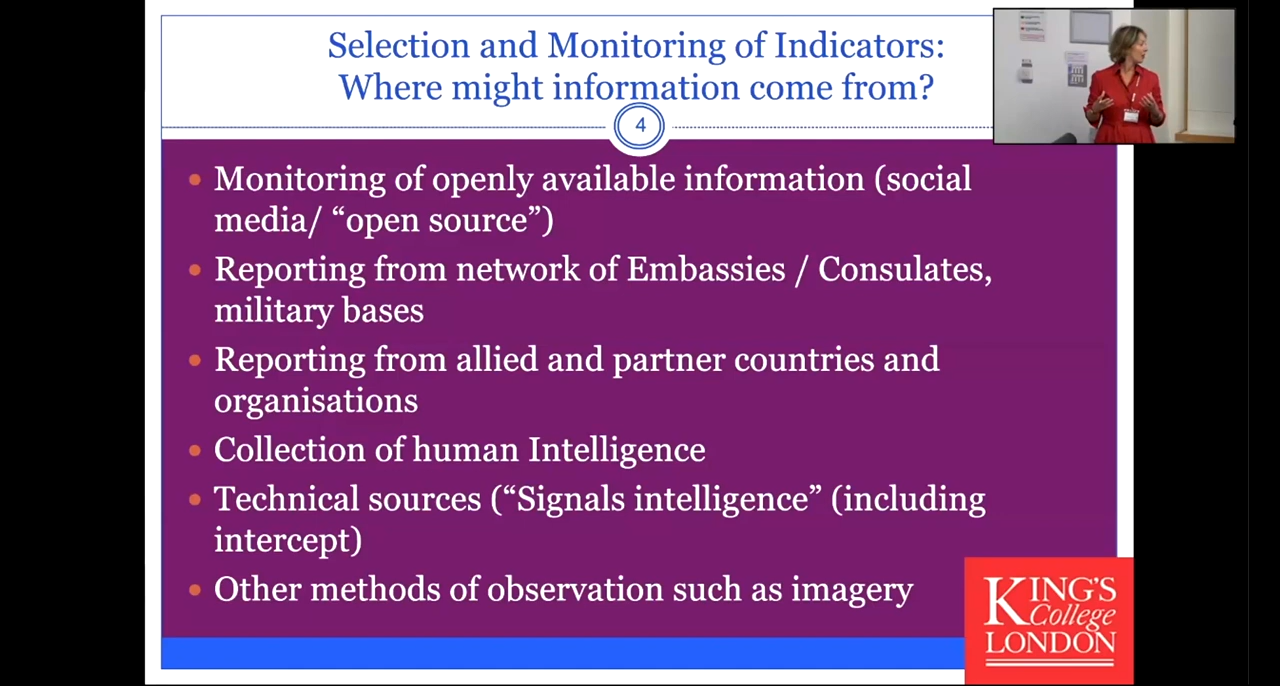 Selection and Monitoring of Indicators:
Where might information come from?
4
• Monitoring of openly available information (social
media/ “open source”)
• Reporting from network of Embassies / Consulates,
military bases
• Reporting from allied and partner countries and
organisations
• Collection of human Intelligence
• Technical sources (“Signals intelligence” (including
intercept)
• Other methods of observation such as imagery
KING'S
College
LONDON